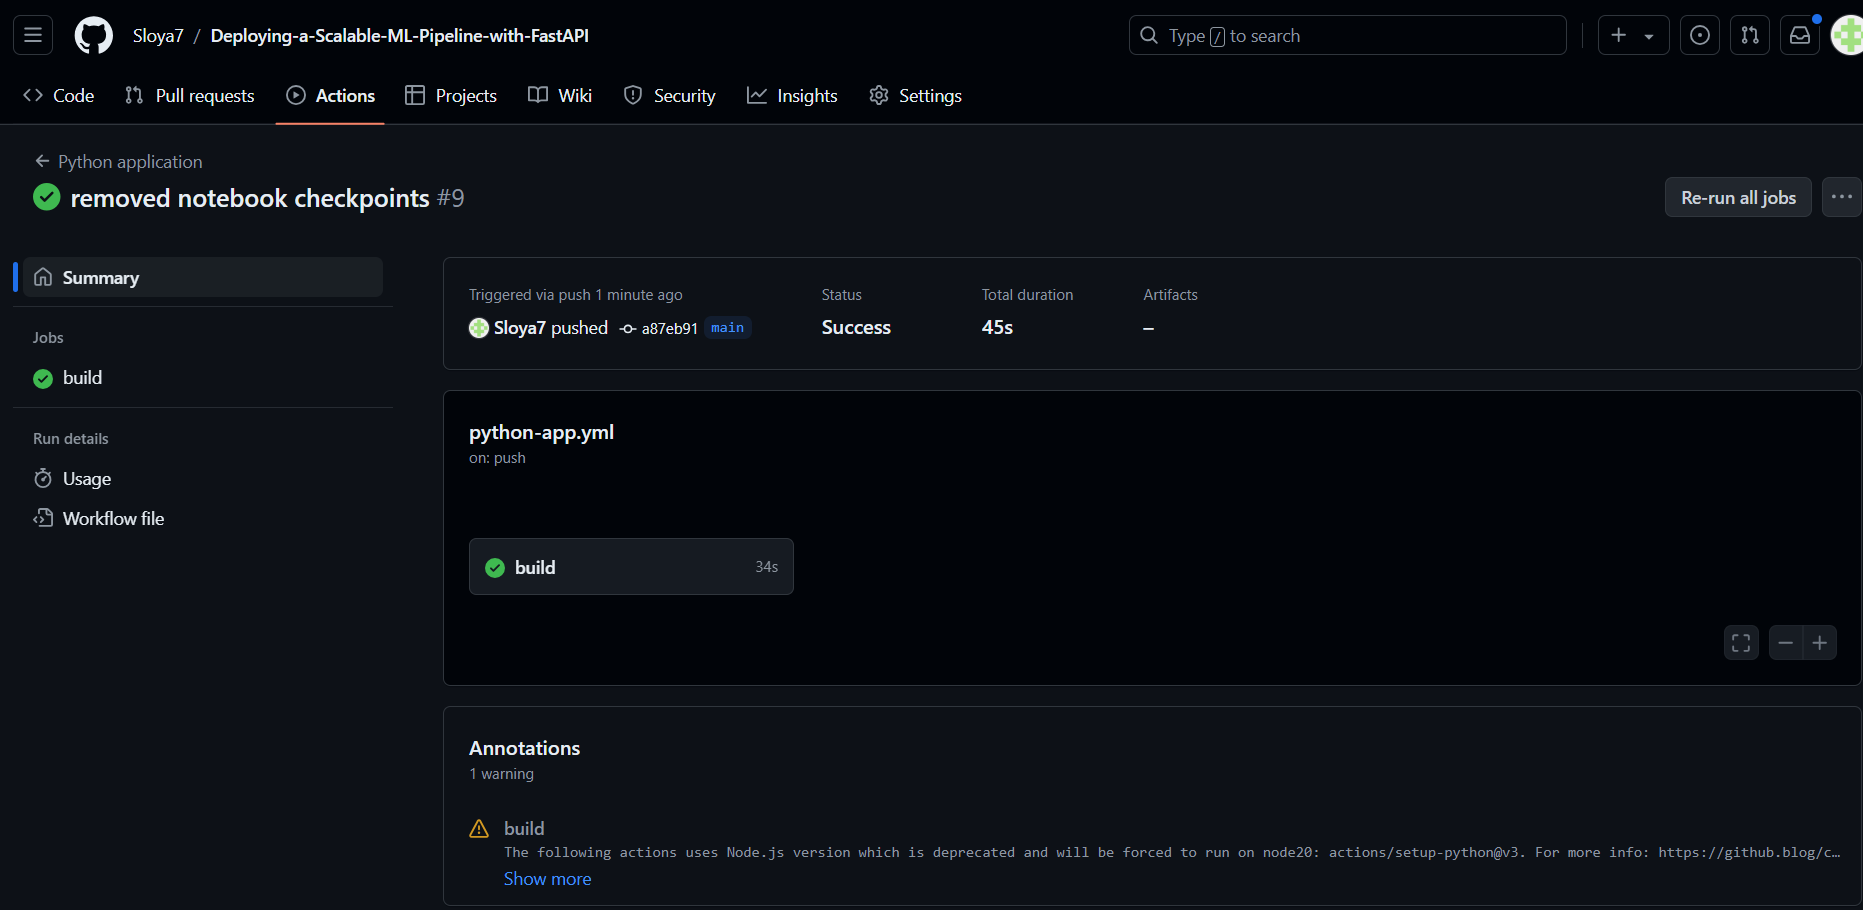 Sloya7 / Deploying-a-Scalable-ML-Pipeline-with-FastAPI
Type / to search
Code Pull requests Actions Projects Wiki Security Insights Settings
Python application
removed notebook checkpoints #9
Re-run all jobs
Summary
Jobs
build
Run details
Usage
Workflow file
Triggered via push 1 minute ago
Sloya7 pushed a87eb91 main
Status
Success
Total duration
45s
Artifacts
–
python-app.yml
on: push
build 34s
Annotations
1 warning
build
The following actions uses Node.js version which is deprecated and will be forced to run on node20: actions/setup-python@v3. For more info: https://github.blog/c…
Show more